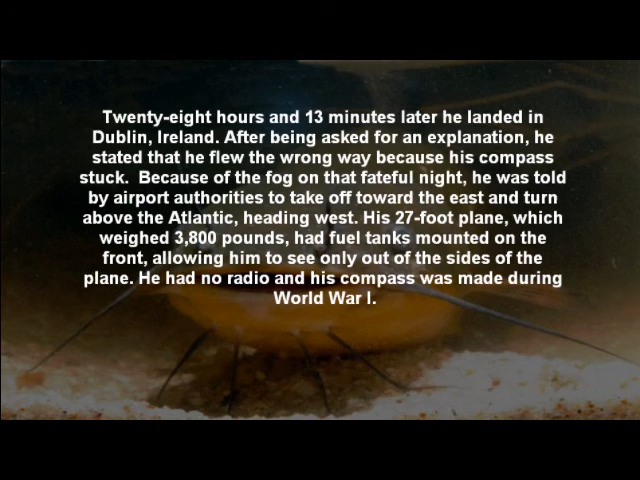 Twenty-eight hours and 13 minutes later he landed in
Dublin, Ireland. After being asked for an explanation, he
stated that he flew the wrong way because his compass
stuck.  Because of the fog on that fateful night, he was told
by airport authorities to take off toward the east and turn
above the Atlantic, heading west. His 27-foot plane, which
weighed 3,800 pounds, had fuel tanks mounted on the
front, allowing him to see only out of the sides of the
plane. He had no radio and his compass was made during
World War I.